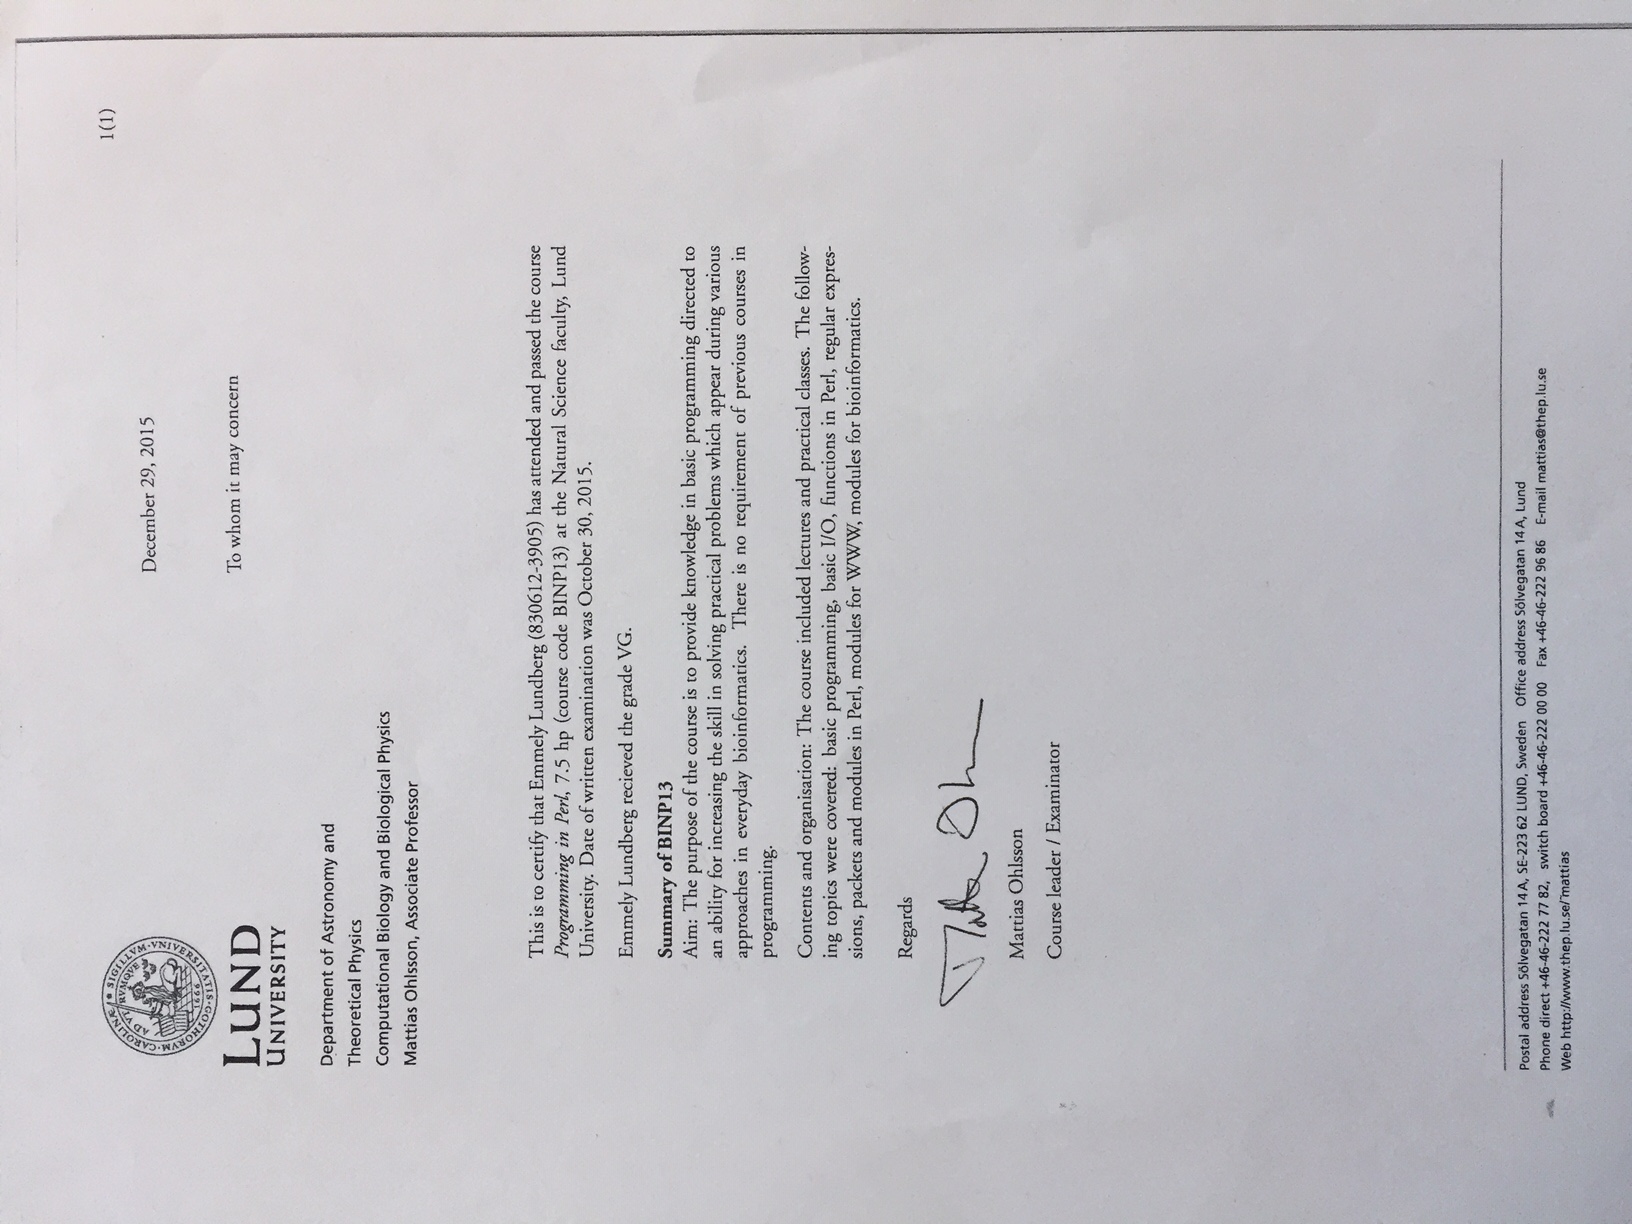 1(1)
SIGILLVM·VNIVERSITATIS·GOTHORVM·CAROLINÆ
AD VTRVMQVE
1666
LUND
UNIVERSITY
December 29, 2015
To whom it may concern
Department of Astronomy and
Theoretical Physics
Computational Biology and Biological Physics
Mattias Ohlsson, Associate Professor
This is to certify that Emmely Lundberg (830612-3905) has attended and passed the course
Programming in Perl, 7.5 hp (course code BINP13) at the Natural Science faculty, Lund
University. Date of written examination was October 30, 2015.
Emmely Lundberg recieved the grade VG.
Summary of BINP13
Aim: The purpose of the course is to provide knowledge in basic programming directed to
an ability for increasing the skill in solving practical problems which appear during various
approaches in everyday bioinformatics. There is no requirement of previous courses in
programming.
Contents and organisation: The course included lectures and practical classes. The follow-
ing topics were covered: basic programming, basic I/O, functions in Perl, regular expres-
sions, packets and modules in Perl, modules for WWW, modules for bioinformatics.
Regards
Mattias Ohlsson
Course leader / Examinator
Postal address Sölvegatan 14 A, SE-223 62 LUND, Sweden Office address Sölvegatan 14 A, Lund
Phone direct +46-46-222 77 82, switch board +46-46-222 00 00 Fax +46-46-222 96 86 E-mail mattias@thep.lu.se
Web http://www.thep.lu.se/~mattias